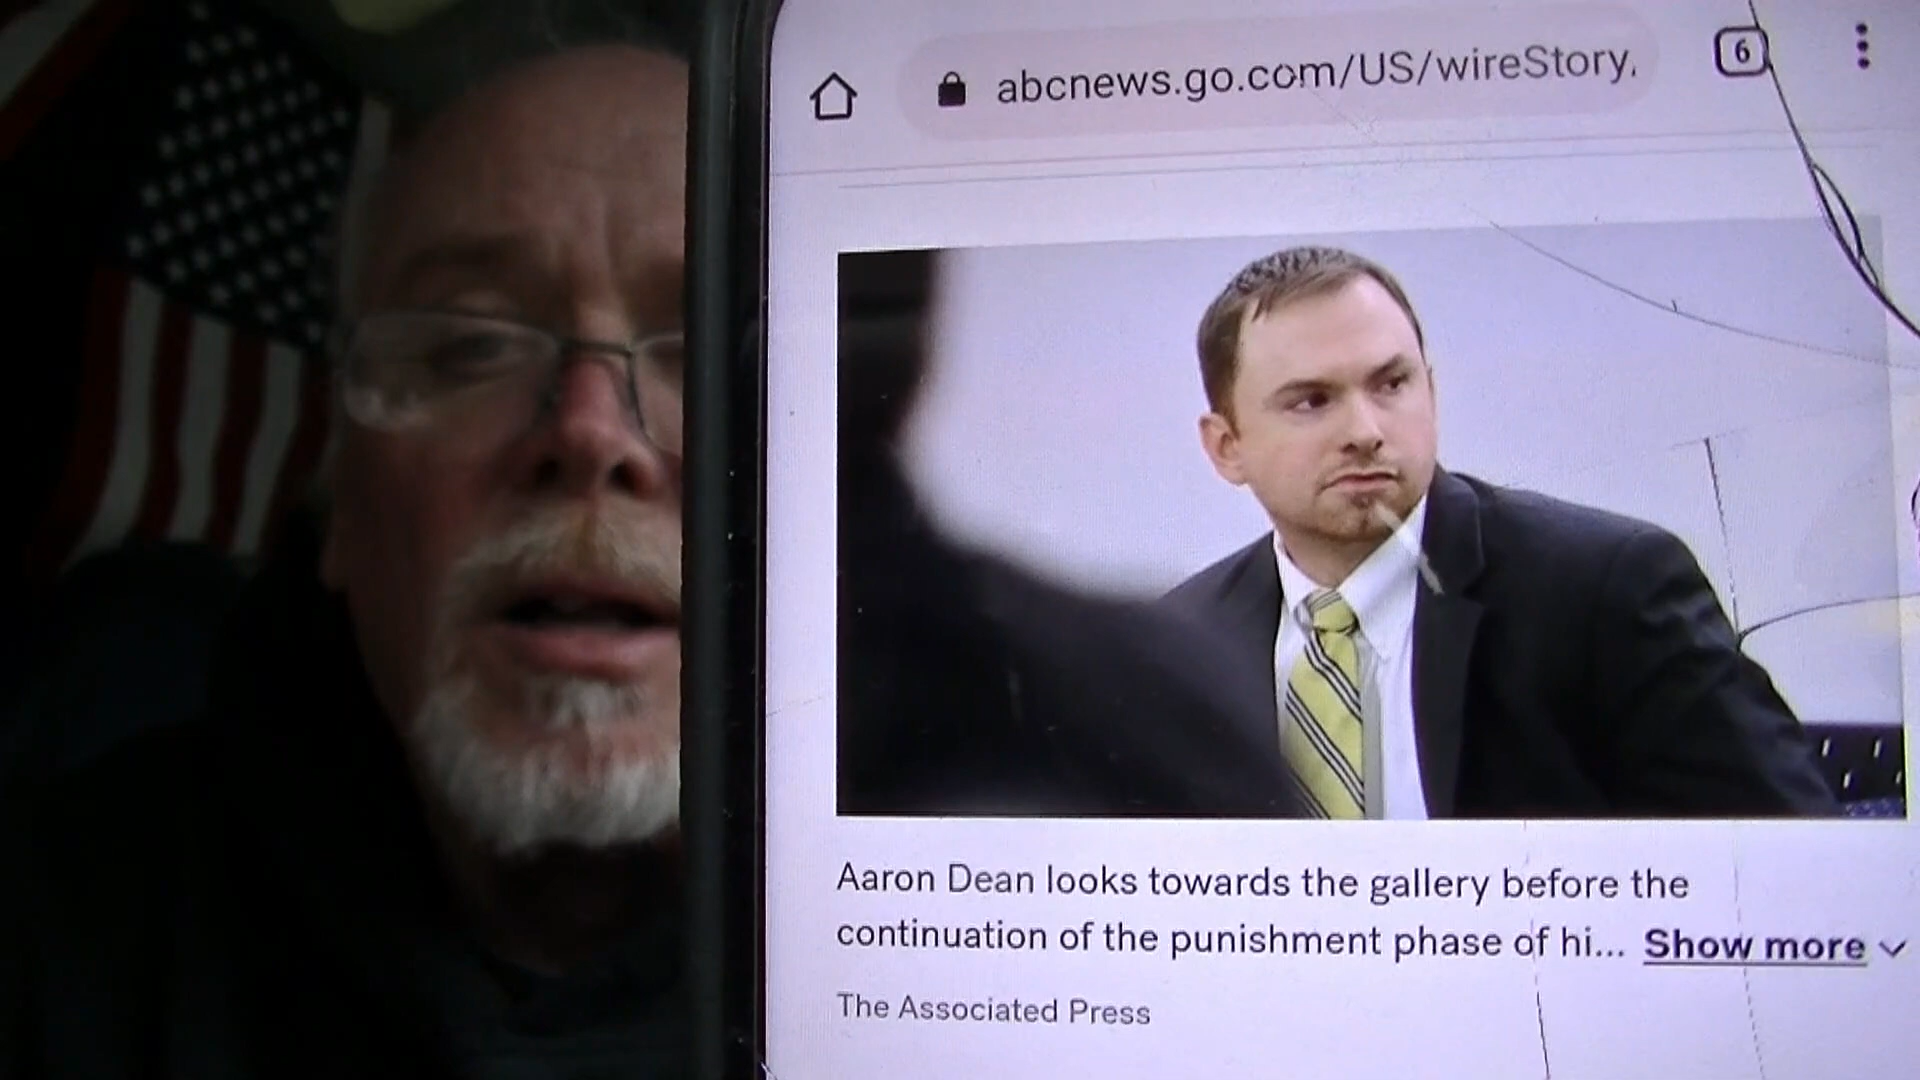 abcnews.go.com/US/wireStory.
6
Aaron Dean looks towards the gallery before the
continuation of the punishment phase of hi... Show more
The Associated Press